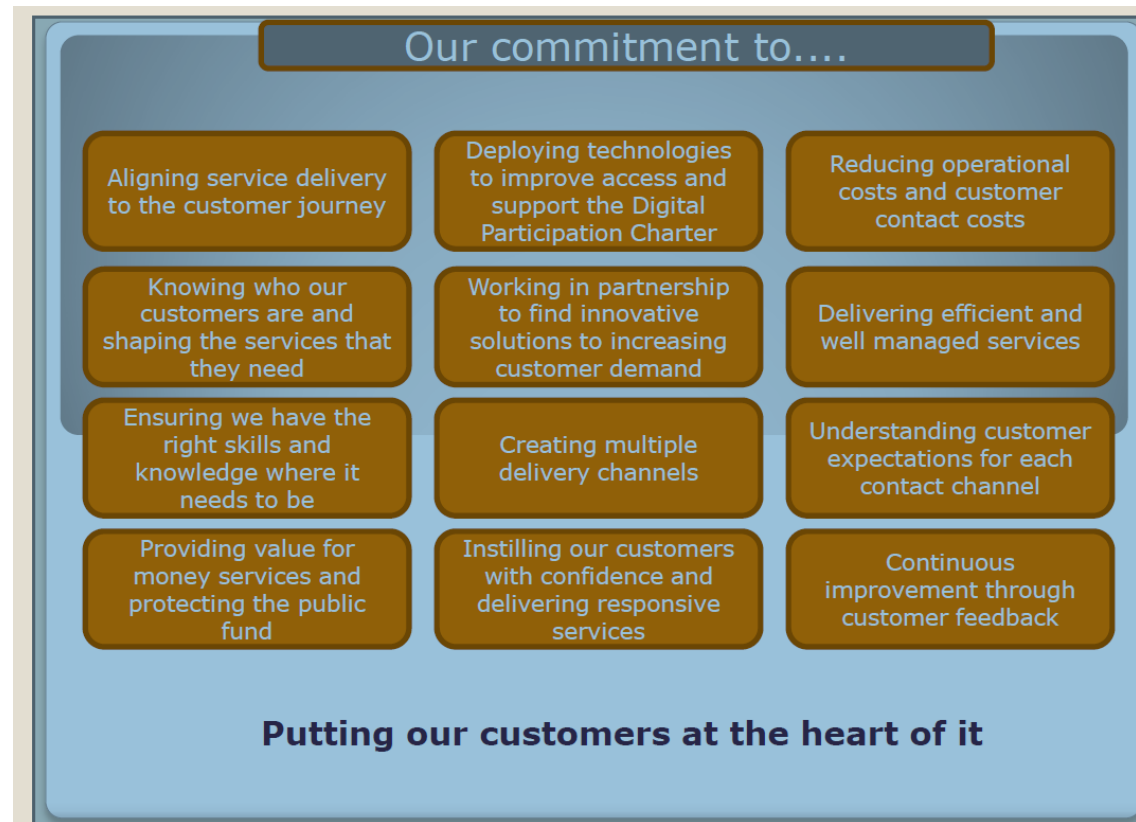 Our commitment to....
Aligning service delivery
to the customer journey
Deploying technologies
to improve access and
support the Digital
Participation Charter
Reducing operational
costs and customer
contact costs
Knowing who our
customers are and
shaping the services that
they need
Working in partnership
to find innovative
solutions to increasing
customer demand
Delivering efficient and
well managed services
Ensuring we have the
right skills and
knowledge where it
needs to be
Creating multiple
delivery channels
Understanding customer
expectations for each
contact channel
Providing value for
money services and
protecting the public
fund
Instilling our customers
with confidence and
delivering responsive
services
Continuous
improvement through
customer feedback
Putting our customers at the heart of it